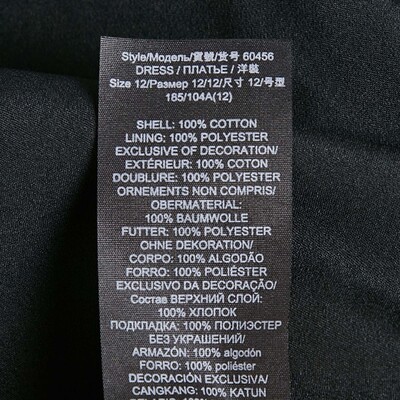 Style/Модель/貨號/货号 60456
DRESS / ПЛАТЬЕ / 洋裝
Size 12/Размер 12/12/尺寸 12/号型
185/104A(12)
SHELL: 100% COTTON
LINING: 100% POLYESTER
EXCLUSIVE OF DECORATION/
EXTÉRIEUR: 100% COTON
DOUBLURE: 100% POLYESTER
ORNEMENTS NON COMPRIS/
OBERMATERIAL:
100% BAUMWOLLE
FUTTER: 100% POLYESTER
OHNE DEKORATION/
CORPO: 100% ALGODÃO
FORRO: 100% POLIÉSTER
EXCLUSIVO DA DECORAÇÃO/
Состав ВЕРХНИЙ СЛОЙ:
100% ХЛОПОК
ПОДКЛАДКА: 100% ПОЛИЭСТЕР
БЕЗ УКРАШЕНИЙ/
ARMAZÓN: 100% algodón
FORRO: 100% poliéster
DECORACIÓN EXCLUSIVA/
CANGKANG: 100% KATUN